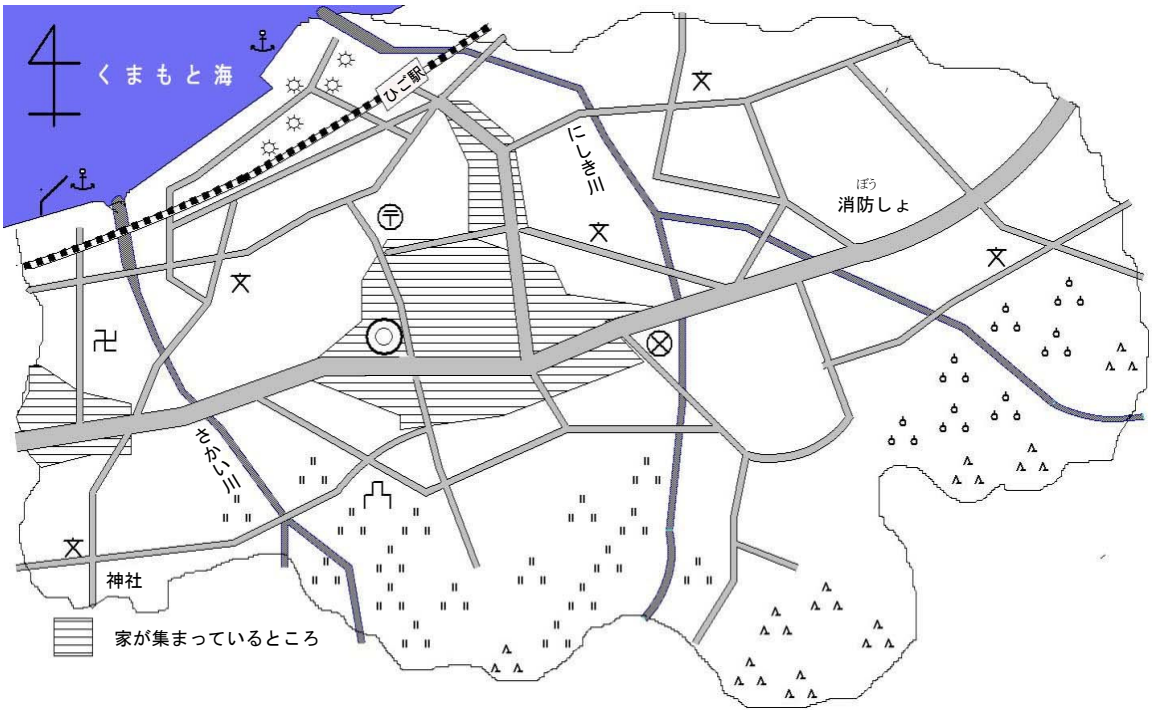 くまもと海
ひご駅
にしき川
ぼう
消防しょ
さかい川
神社
家が集まっているところ